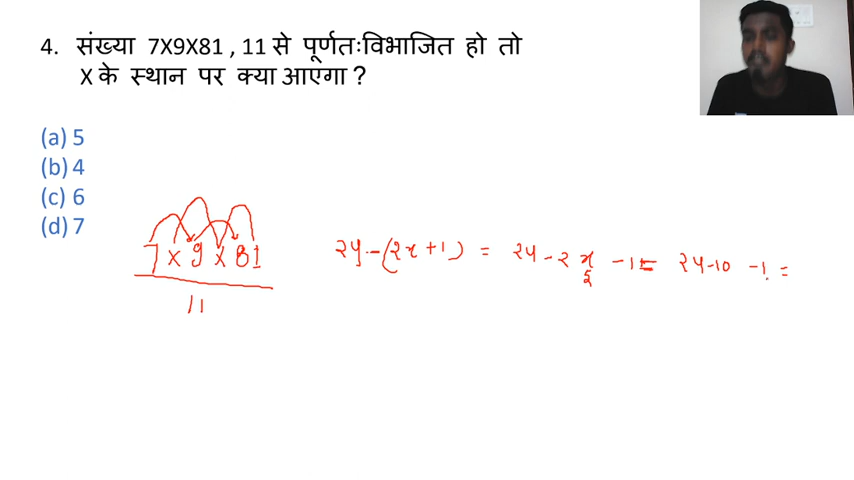 4. संख्या 7X9X81 , 11 से पूर्णतःविभाजित हो तो
X के स्थान पर क्या आएगा ?
(a) 5
(b) 4
(c) 6
(d) 7
7x9x81
11
24 - (2x+1) = 24 - 2x - 1 = 24-10 -1 =
5